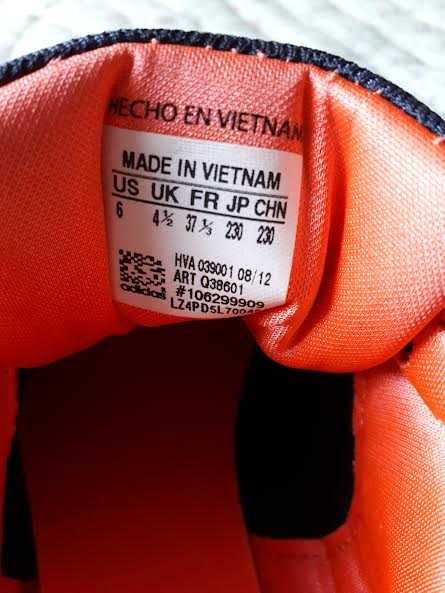 HECHO EN VIETNAM
MADE IN VIETNAM
US UK FR JP CHN
6 4½ 37⅓ 230 230
HVA 039001 08/12
ART Q38601
#106299909
adidas